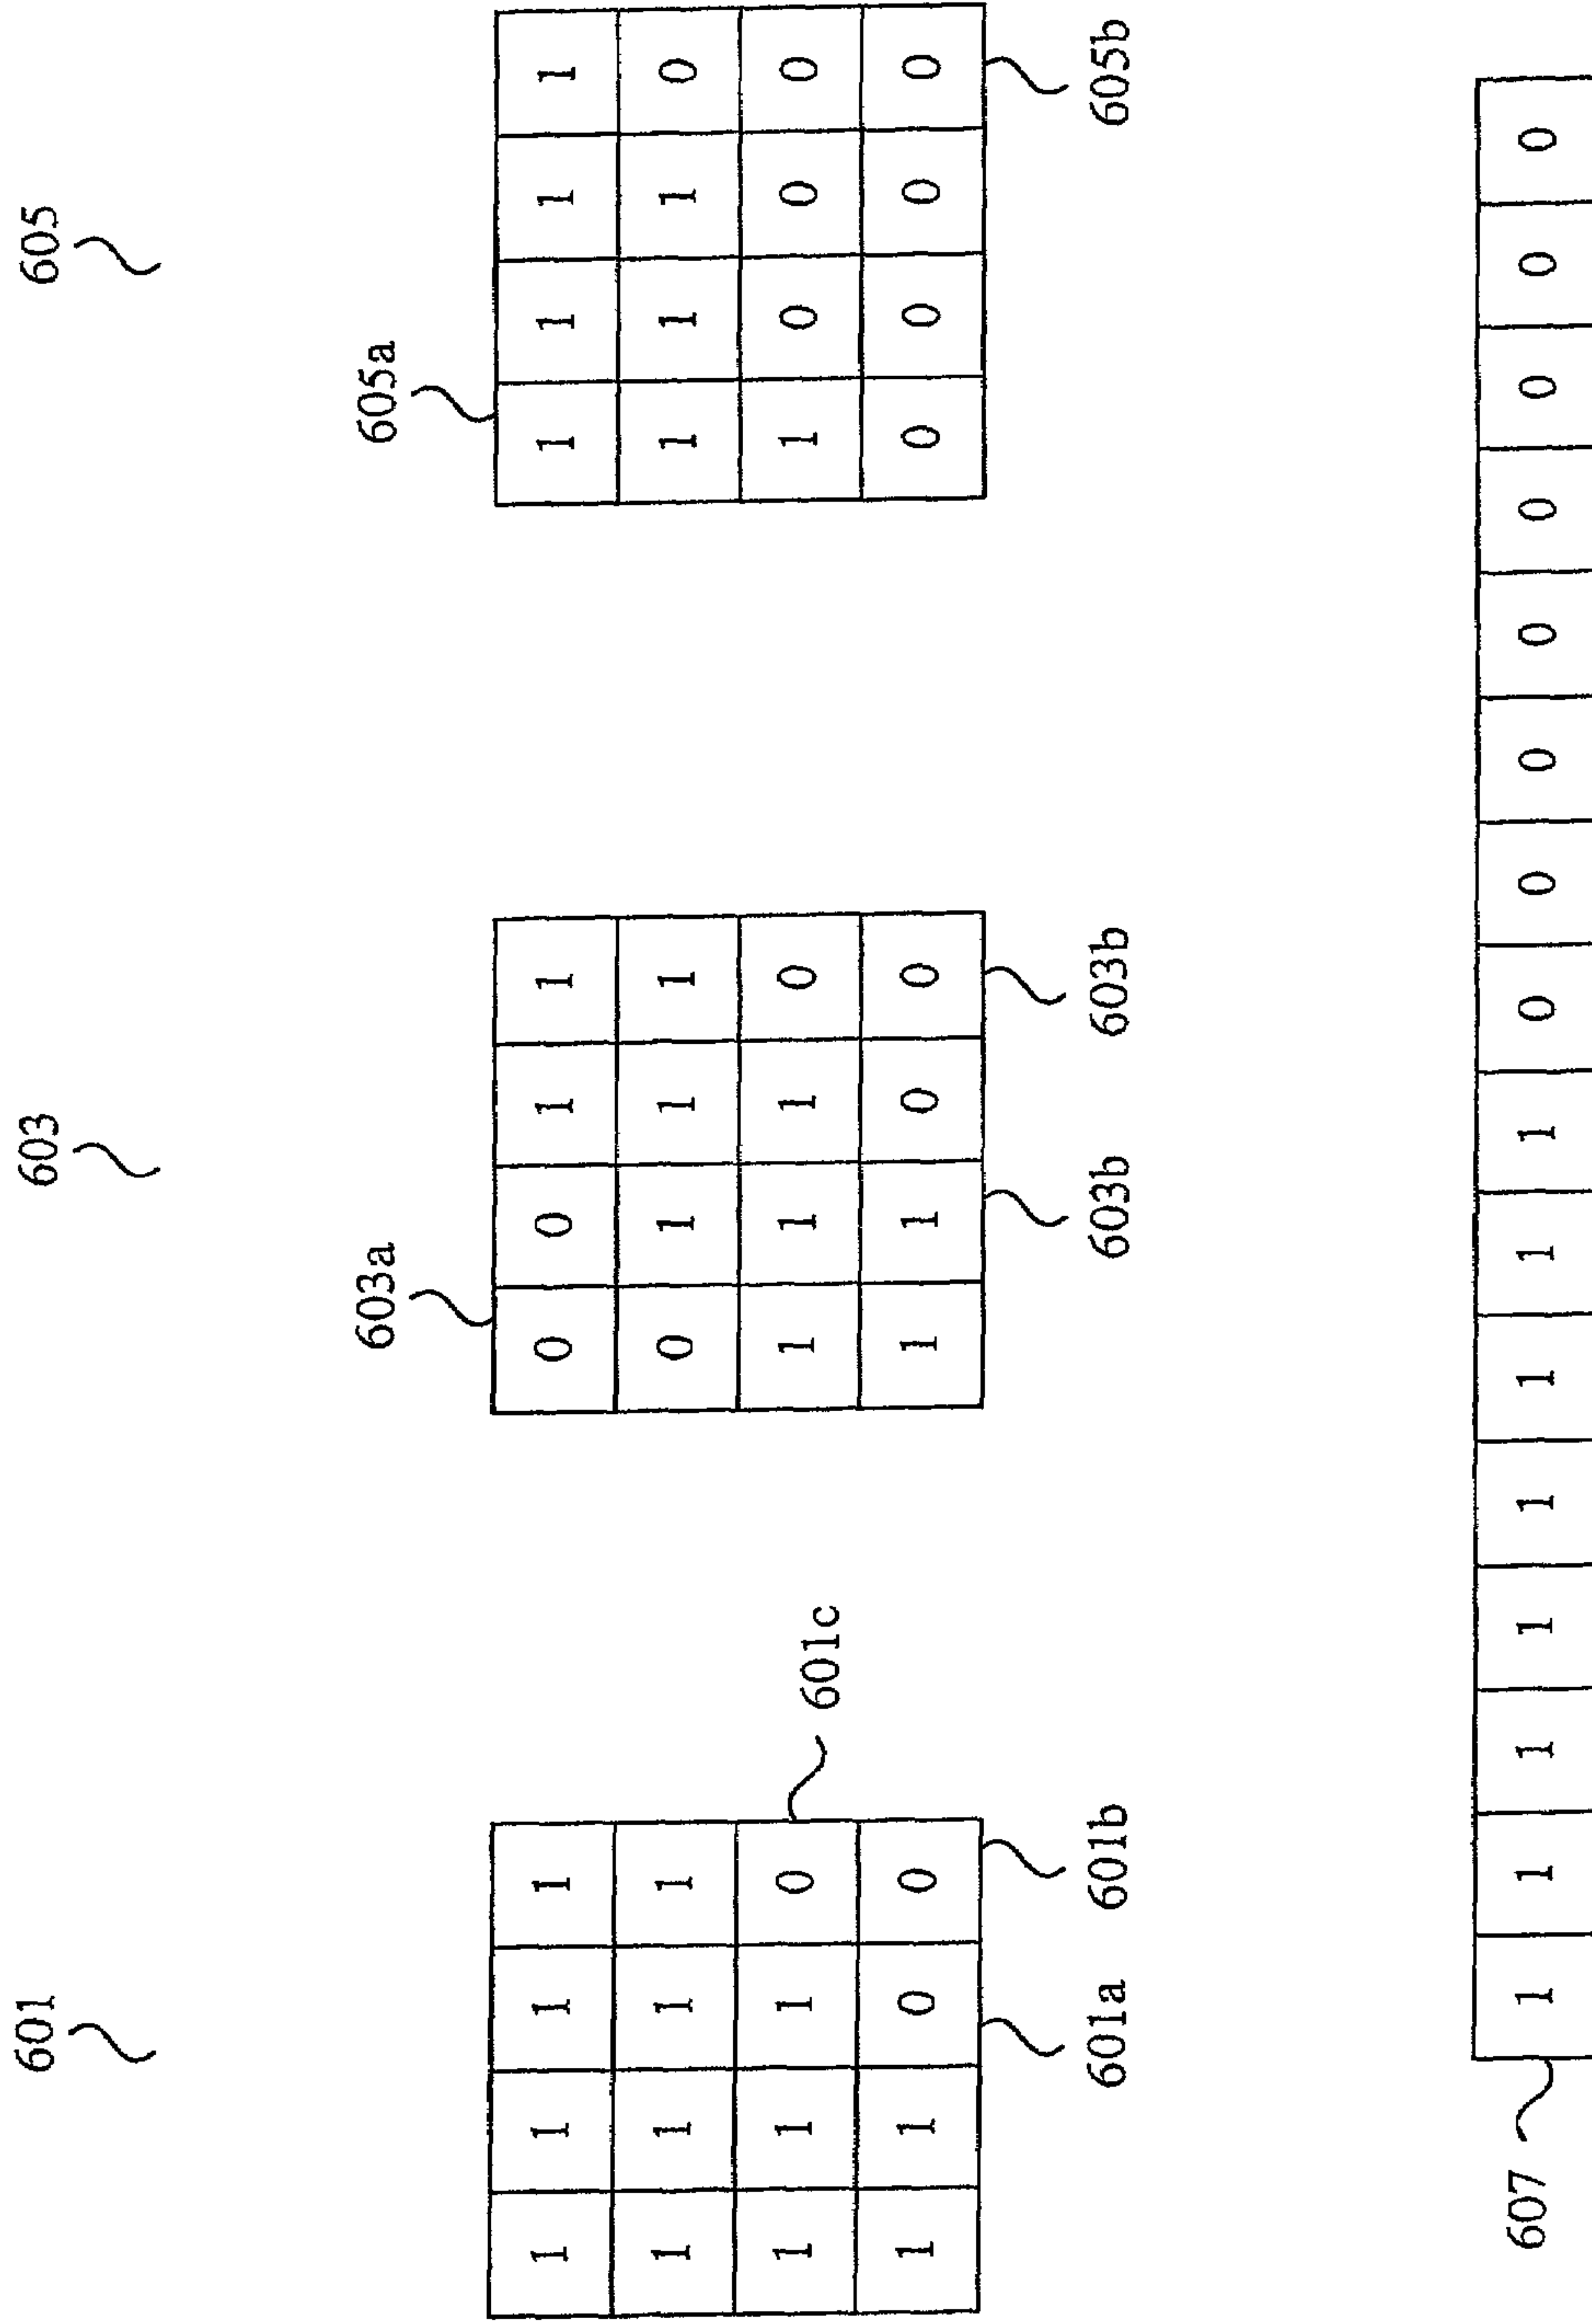 601 603 605
603a 605a
1 1 1 1 0 0 1 1 1 1 1 1
1 1 1 1 0 1 1 1 1 1 1 0
1 1 1 0 601c 1 1 1 0 1 0 0 0
1 1 0 0 1 1 0 0 0 0 0 0
601a 601b 603b 603b 605b
607 1 1 1 1 1 1 1 1 0 0 0 0 0 0 0 0